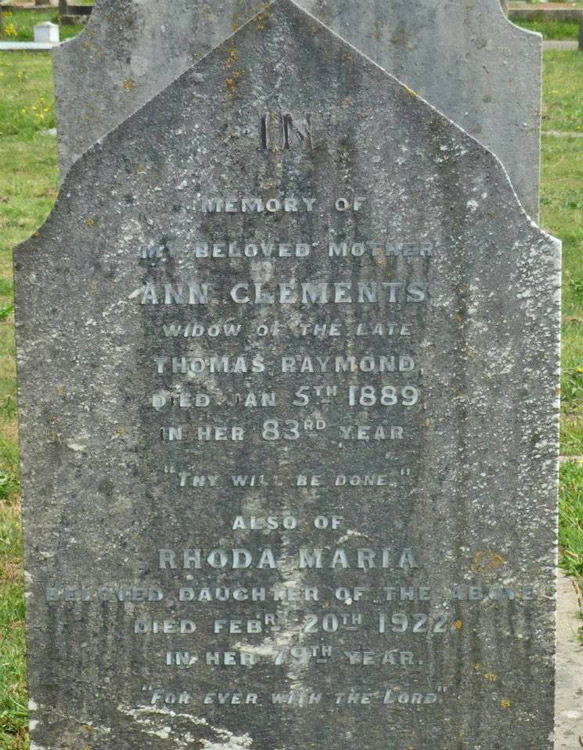 IN
MEMORY OF
MY BELOVED MOTHER
ANN CLEMENTS
WIDOW OF THE LATE
THOMAS RAYMOND,
DIED JAN 5TH 1889
IN HER 83RD YEAR
"THY WILL BE DONE."
ALSO OF
RHODA MARIA
BELOVED DAUGHTER OF THE ABOVE
DIED FEBR 20TH 1922
IN HER 79TH YEAR.
"FOR EVER WITH THE LORD"